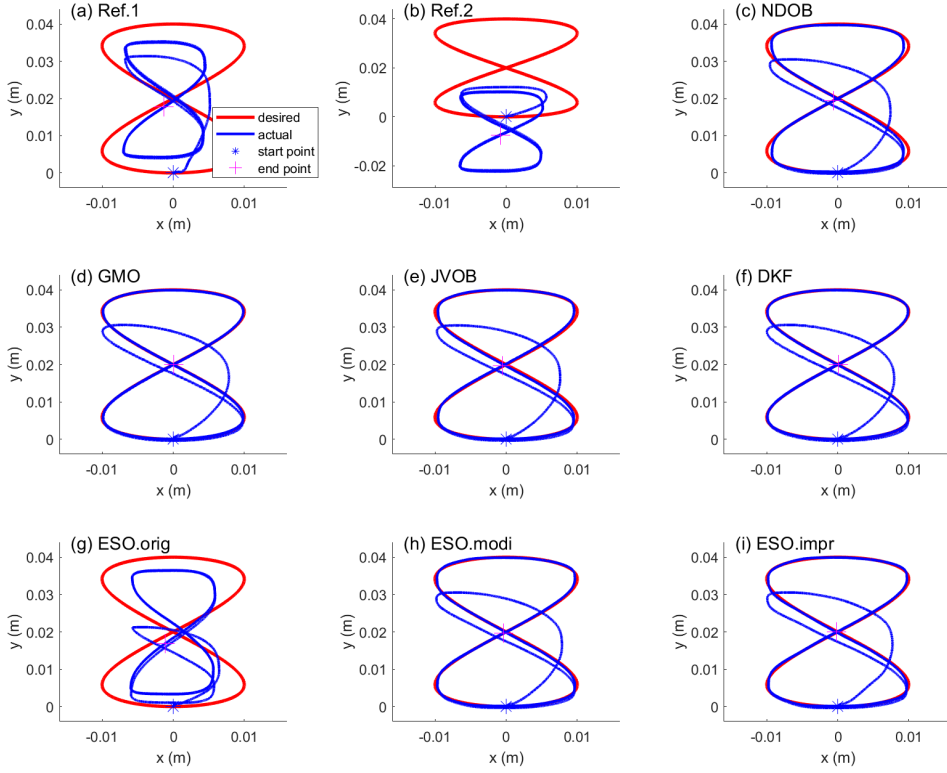 (a) Ref.1
(b) Ref.2
(c) NDOB
0.04
0.03
0.02
0.01
0
y (m)
-0.01
0
0.01
x (m)
desired
actual
start point
end point
0.04
0.02
0
-0.02
y (m)
-0.01
0
0.01
x (m)
0.04
0.03
0.02
0.01
0
y (m)
-0.01
0
0.01
x (m)
(d) GMO
(e) JVOB
(f) DKF
0.04
0.03
0.02
0.01
0
y (m)
-0.01
0
0.01
x (m)
0.04
0.03
0.02
0.01
0
y (m)
-0.01
0
0.01
x (m)
0.04
0.03
0.02
0.01
0
y (m)
-0.01
0
0.01
x (m)
(g) ESO.orig
(h) ESO.modi
(i) ESO.impr
0.04
0.03
0.02
0.01
0
y (m)
-0.01
0
0.01
x (m)
0.04
0.03
0.02
0.01
0
y (m)
-0.01
0
0.01
x (m)
0.04
0.03
0.02
0.01
0
y (m)
-0.01
0
0.01
x (m)